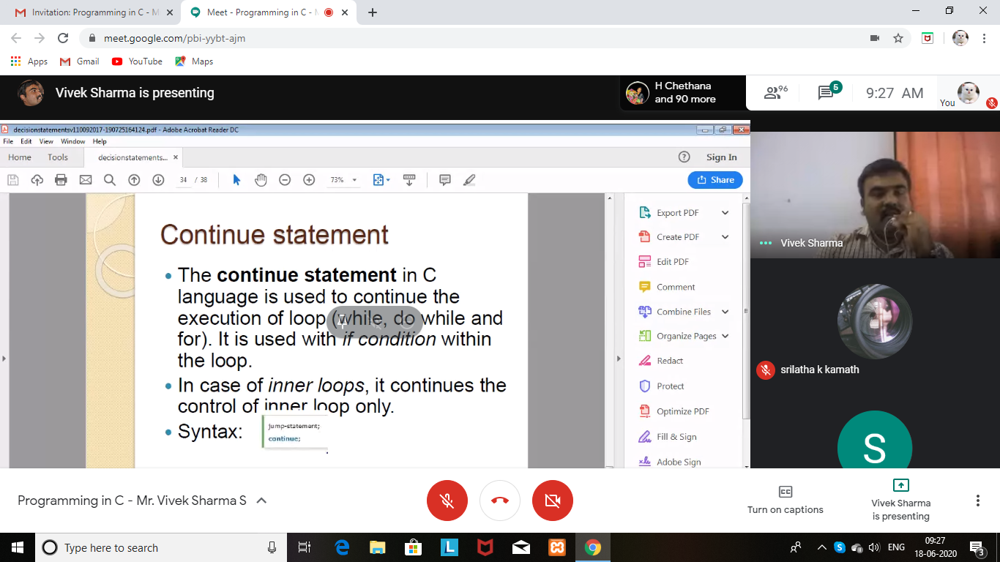 Invitation: Programming in C - M
Meet - Programming in C - M
meet.google.com/pbi-yybt-ajm
Apps
Gmail
YouTube
Maps
Vivek Sharma is presenting
H Chethana
and 90 more
96
5
9:27 AM
You
decisionstatementsv110092017-190725164124.pdf - Adobe Acrobat Reader DC
File Edit View Window Help
Home
Tools
decisionstatements...
Sign In
34 / 38
73%
Share
Continue statement
• The continue statement in C
language is used to continue the
execution of loop (while, do while and
for). It is used with if condition within
the loop.
• In case of inner loops, it continues the
control of inner loop only.
• Syntax:
jump-statement;
continue;
Export PDF
Create PDF
Edit PDF
Comment
Combine Files
Organize Pages
Redact
Protect
Optimize PDF
Fill & Sign
Adobe Sign
Vivek Sharma
srilatha k kamath
S
Programming in C - Mr. Vivek Sharma S
Turn on captions
Vivek Sharma
is presenting
Type here to search
ENG
09:27
18-06-2020
3